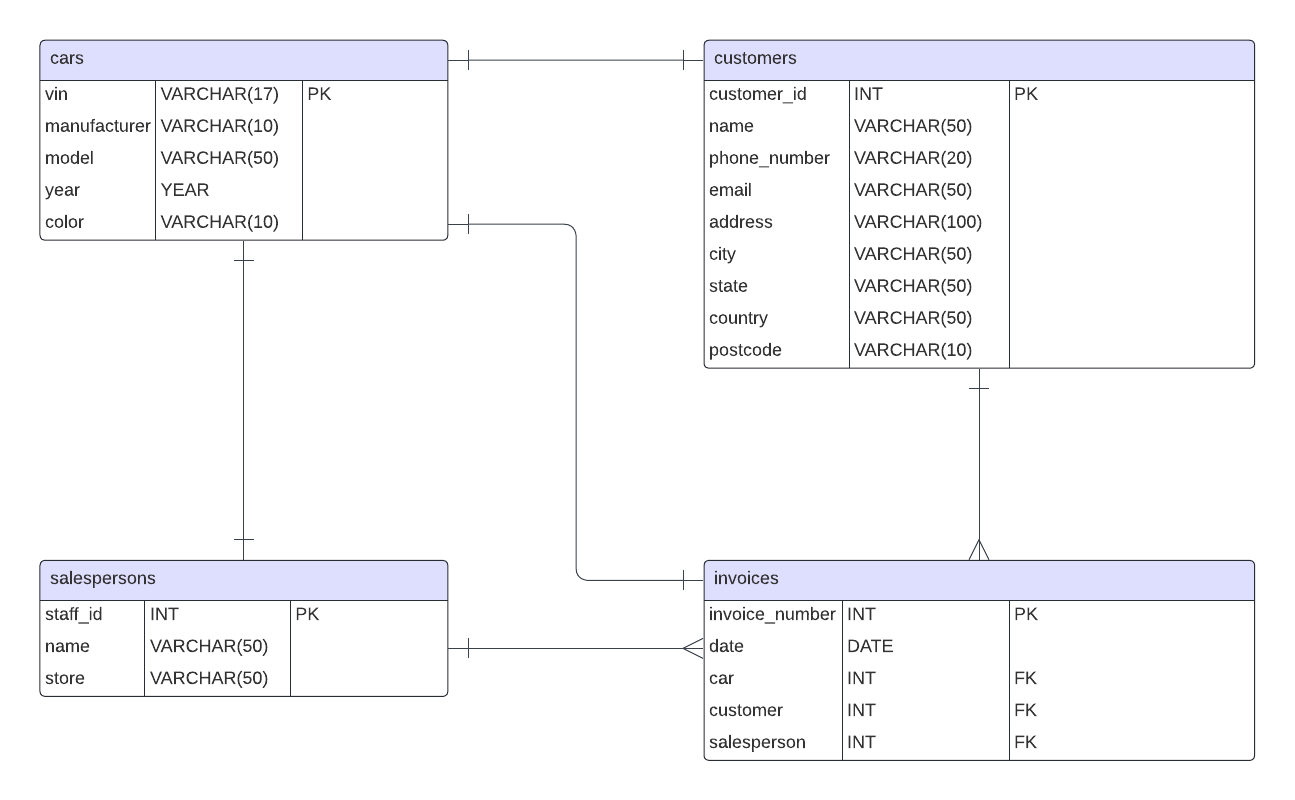 cars
vin VARCHAR(17) PK
manufacturer VARCHAR(10)
model VARCHAR(50)
year YEAR
color VARCHAR(10)
customers
customer_id INT PK
name VARCHAR(50)
phone_number VARCHAR(20)
email VARCHAR(50)
address VARCHAR(100)
city VARCHAR(50)
state VARCHAR(50)
country VARCHAR(50)
postcode VARCHAR(10)
salespersons
staff_id INT PK
name VARCHAR(50)
store VARCHAR(50)
invoices
invoice_number INT PK
date DATE
car INT FK
customer INT FK
salesperson INT FK